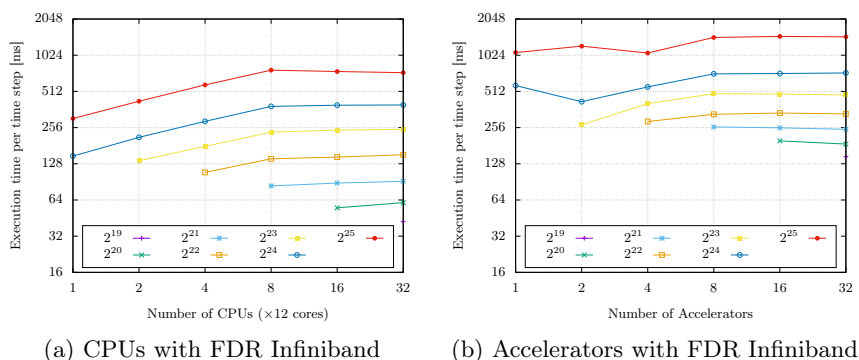 2048
1024
512
256
128
64
32
16
Execution time per time step [ms]
2^19 2^21 2^23 2^25
2^20 2^22 2^24
1 2 4 8 16 32
Number of CPUs (×12 cores)
(a) CPUs with FDR Infiniband
2048
1024
512
256
128
64
32
16
Execution time per time step [ms]
2^19 2^21 2^23 2^25
2^20 2^22 2^24
1 2 4 8 16 32
Number of Accelerators
(b) Accelerators with FDR Infiniband